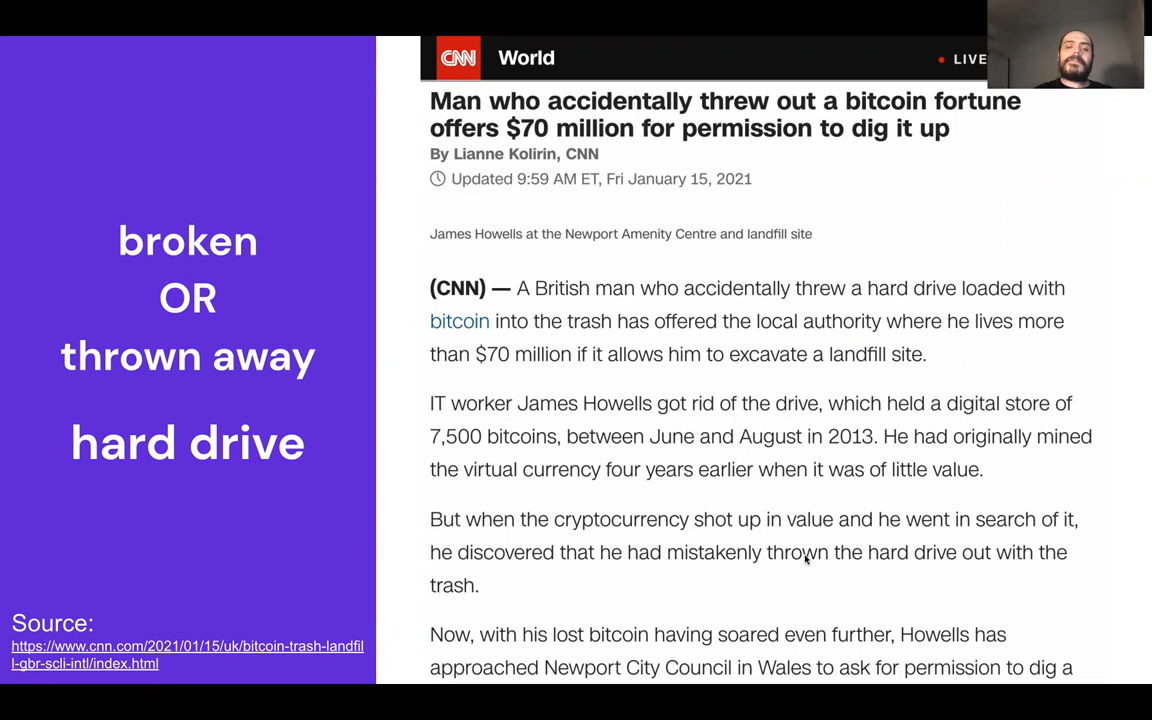 broken
OR
thrown away
hard drive
Source:
https://www.cnn.com/2021/01/15/uk/bitcoin-trash-landfil
l-gbr-scli-intl/index.html
CNN World
LIVE
Man who accidentally threw out a bitcoin fortune
offers $70 million for permission to dig it up
By Lianne Kolirin, CNN
Updated 9:59 AM ET, Fri January 15, 2021
James Howells at the Newport Amenity Centre and landfill site
(CNN) — A British man who accidentally threw a hard drive loaded with
bitcoin into the trash has offered the local authority where he lives more
than $70 million if it allows him to excavate a landfill site.
IT worker James Howells got rid of the drive, which held a digital store of
7,500 bitcoins, between June and August in 2013. He had originally mined
the virtual currency four years earlier when it was of little value.
But when the cryptocurrency shot up in value and he went in search of it,
he discovered that he had mistakenly thrown the hard drive out with the
trash.
Now, with his lost bitcoin having soared even further, Howells has
approached Newport City Council in Wales to ask for permission to dig a